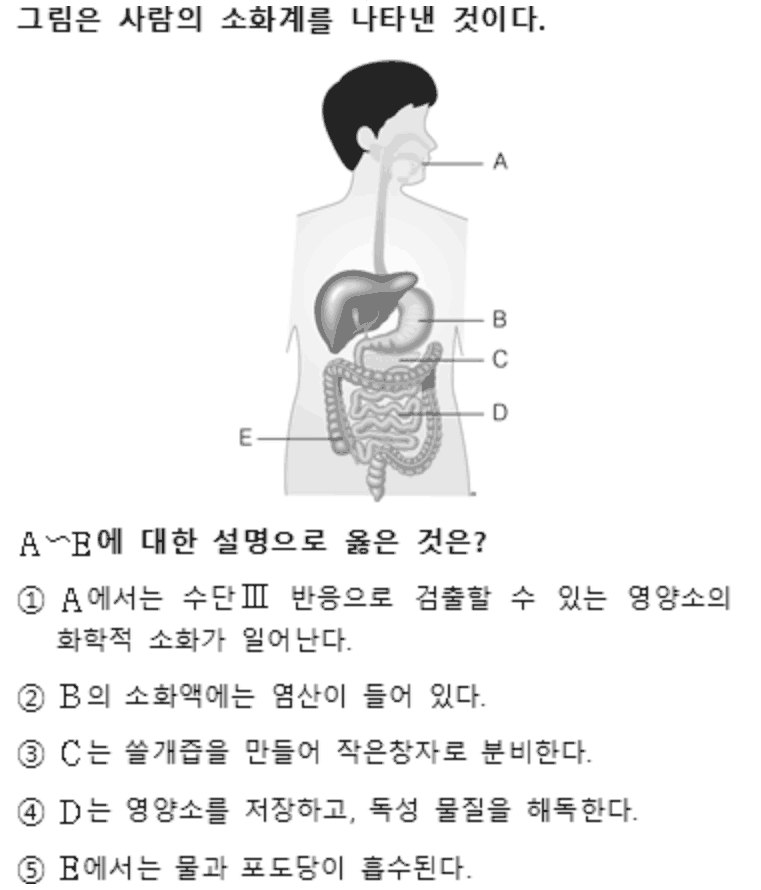 그림은 사람의 소화계를 나타낸 것이다.
A
B
C
D
E
A~E에 대한 설명으로 옳은 것은?
① A에서는 수단Ⅲ 반응으로 검출할 수 있는 영양소의
화학적 소화가 일어난다.
② B의 소화액에는 염산이 들어 있다.
③ C는 쓸개즙을 만들어 작은창자로 분비한다.
④ D는 영양소를 저장하고, 독성 물질을 해독한다.
⑤ E에서는 물과 포도당이 흡수된다.